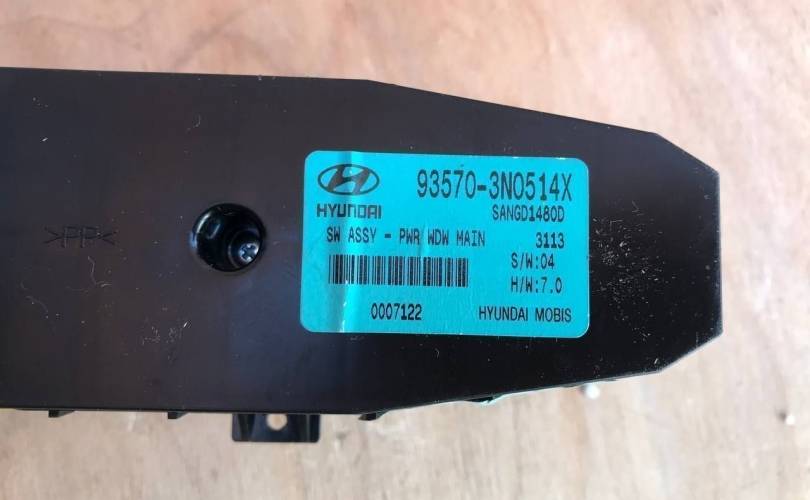 >PP<
93570-3N0514X
HYUNDAI
SANGD1480D
SW ASSY - PWR WDW MAIN 3113
S/W:04
H/W:7.0
0007122 HYUNDAI MOBIS